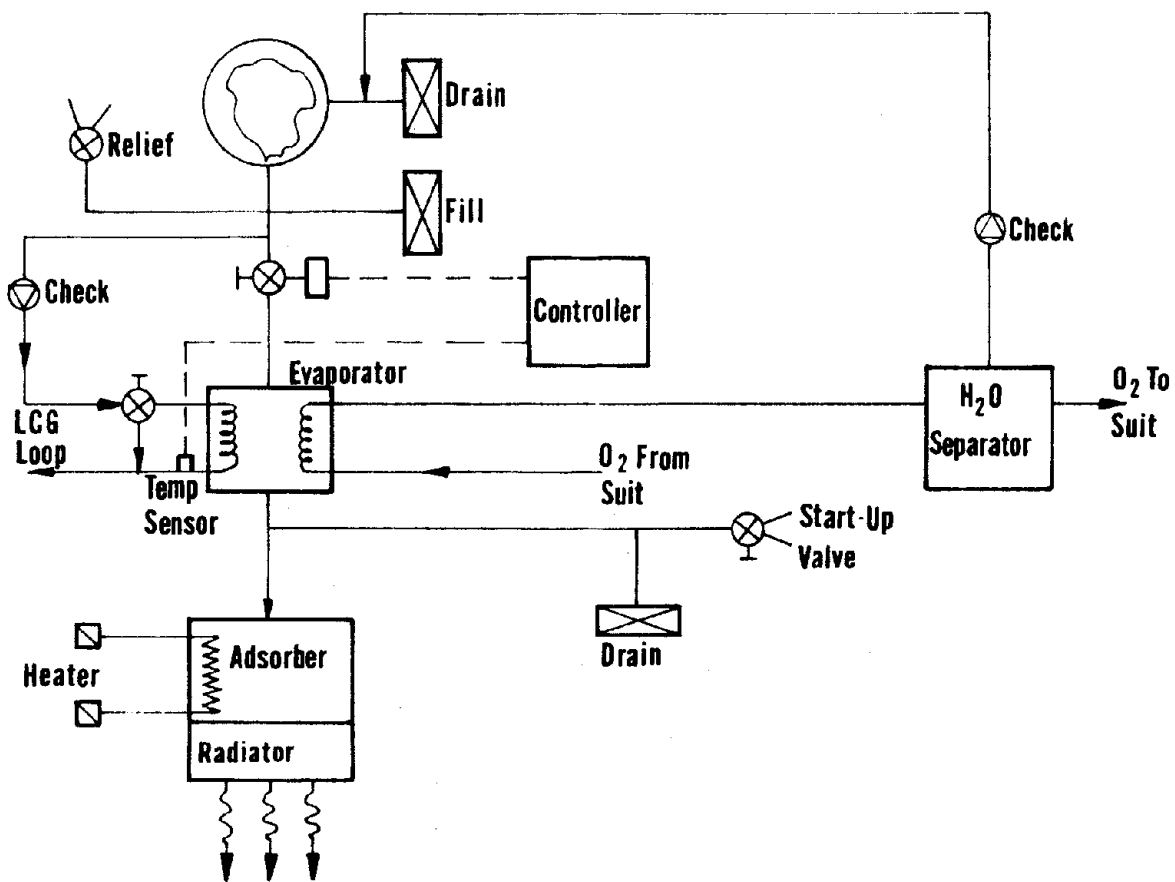 Drain
Relief
Fill
Check
Check
Controller
Evaporator
LCG
Loop
Temp
Sensor
O2 From
Suit
H2O
Separator
O2 To
Suit
Start-Up
Valve
Drain
Heater
Adsorber
Radiator